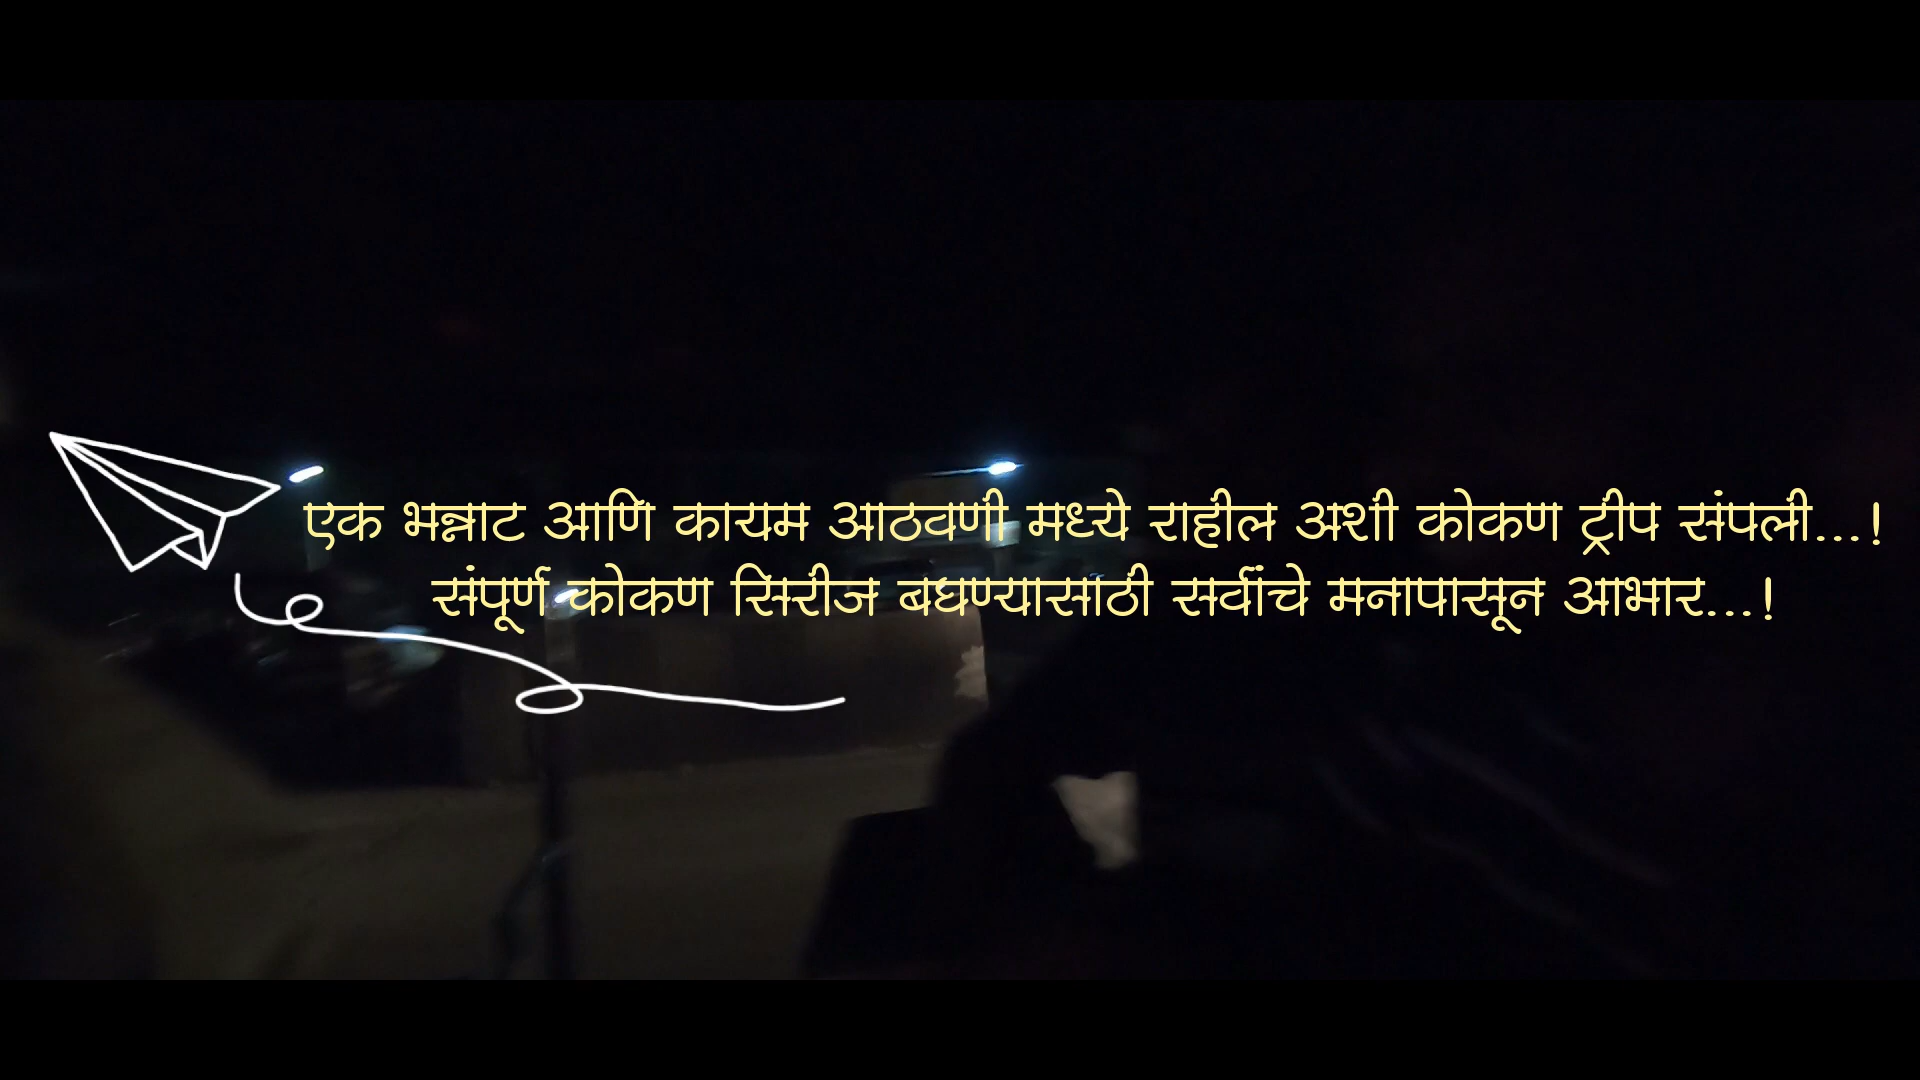 एक भन्नाट आणि कायम आठवणी मध्ये राहील अशी कोकण ट्रीप संपली...!
संपूर्ण कोकण सिरीज बघण्यासाठी सर्वांचे मनापासून आभार...!